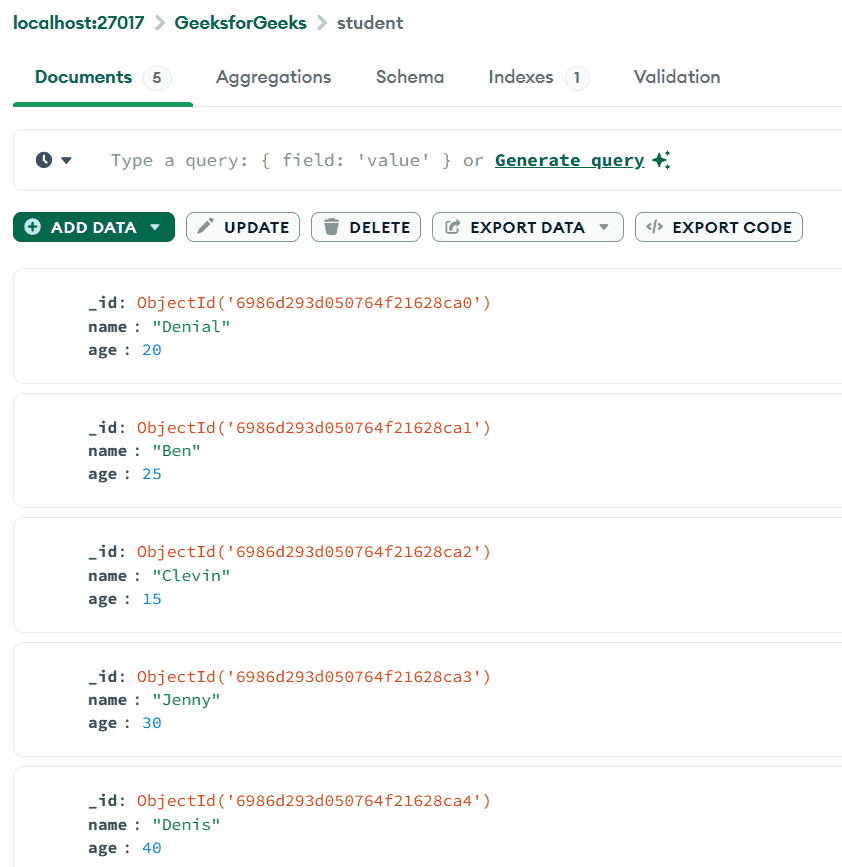 localhost:27017 > GeeksforGeeks > student
Documents 5 Aggregations Schema Indexes 1 Validation
Type a query: { field: 'value' } or Generate query
ADD DATA UPDATE DELETE EXPORT DATA </> EXPORT CODE
_id: ObjectId('6986d293d050764f21628ca0')
name : "Denial"
age : 20
_id: ObjectId('6986d293d050764f21628ca1')
name : "Ben"
age : 25
_id: ObjectId('6986d293d050764f21628ca2')
name : "Clevin"
age : 15
_id: ObjectId('6986d293d050764f21628ca3')
name : "Jenny"
age : 30
_id: ObjectId('6986d293d050764f21628ca4')
name : "Denis"
age : 40